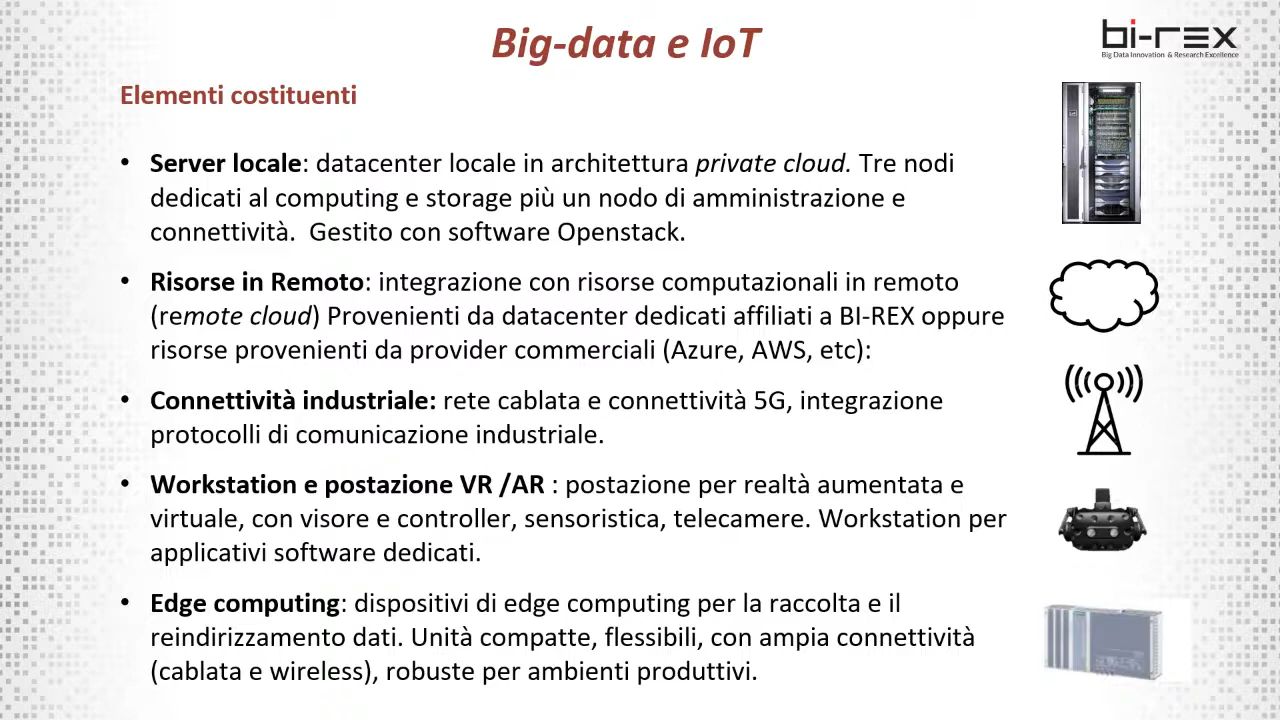 Big-data e IoT
bi-rex
Big Data Innovation & Research Excellence
Elementi costituenti
• Server locale: datacenter locale in architettura private cloud. Tre nodi
dedicati al computing e storage più un nodo di amministrazione e
connettività.  Gestito con software Openstack.
• Risorse in Remoto: integrazione con risorse computazionali in remoto
(remote cloud) Provenienti da datacenter dedicati affiliati a BI-REX oppure
risorse provenienti da provider commerciali (Azure, AWS, etc):
• Connettività industriale: rete cablata e connettività 5G, integrazione
protocolli di comunicazione industriale.
• Workstation e postazione VR /AR : postazione per realtà aumentata e
virtuale, con visore e controller, sensoristica, telecamere. Workstation per
applicativi software dedicati.
• Edge computing: dispositivi di edge computing per la raccolta e il
reindirizzamento dati. Unità compatte, flessibili, con ampia connettività
(cablata e wireless), robuste per ambienti produttivi.